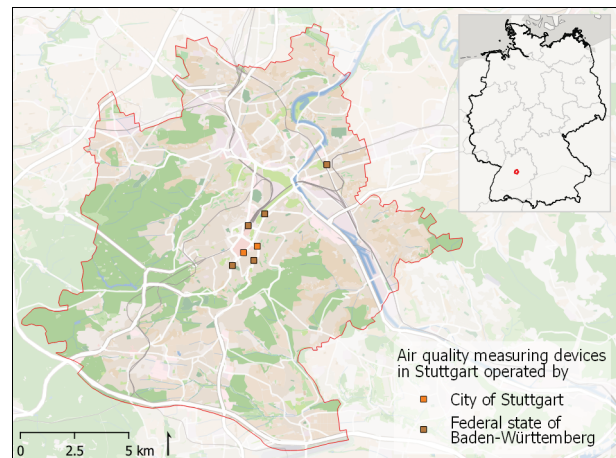 Air quality measuring devices
in Stuttgart operated by
City of Stuttgart
Federal state of
Baden-Württemberg
0 2.5 5 km